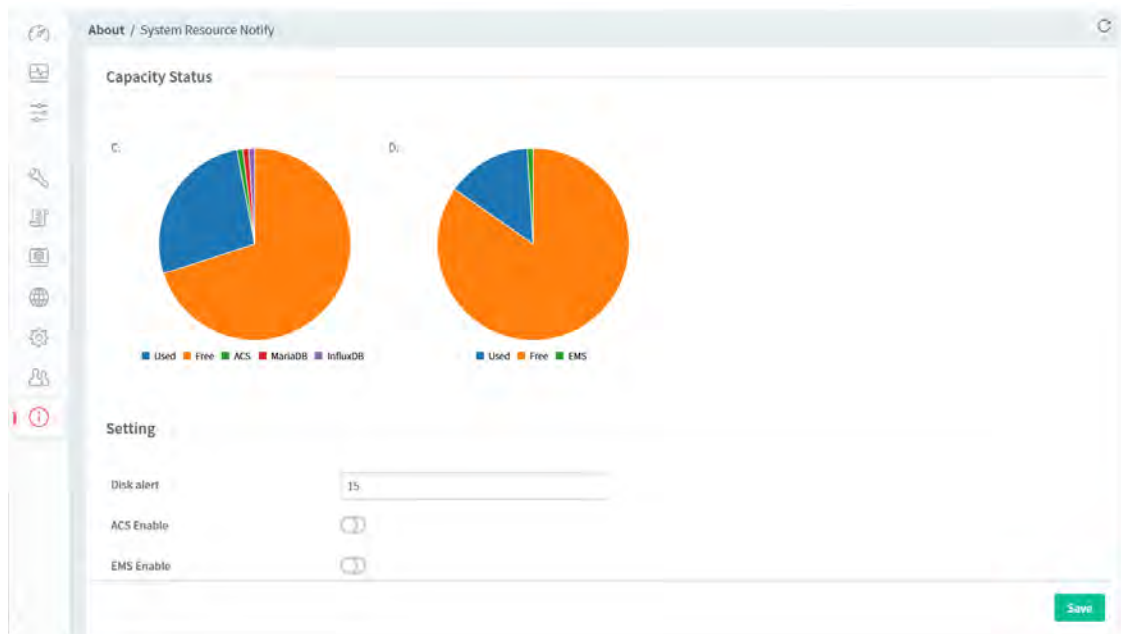 About / System Resource Notify
Capacity Status
C: D:
Used Free ACS MariaDB InfluxDB Used Free EMS
Setting
Disk alert 15
ACS Enable
EMS Enable
Save